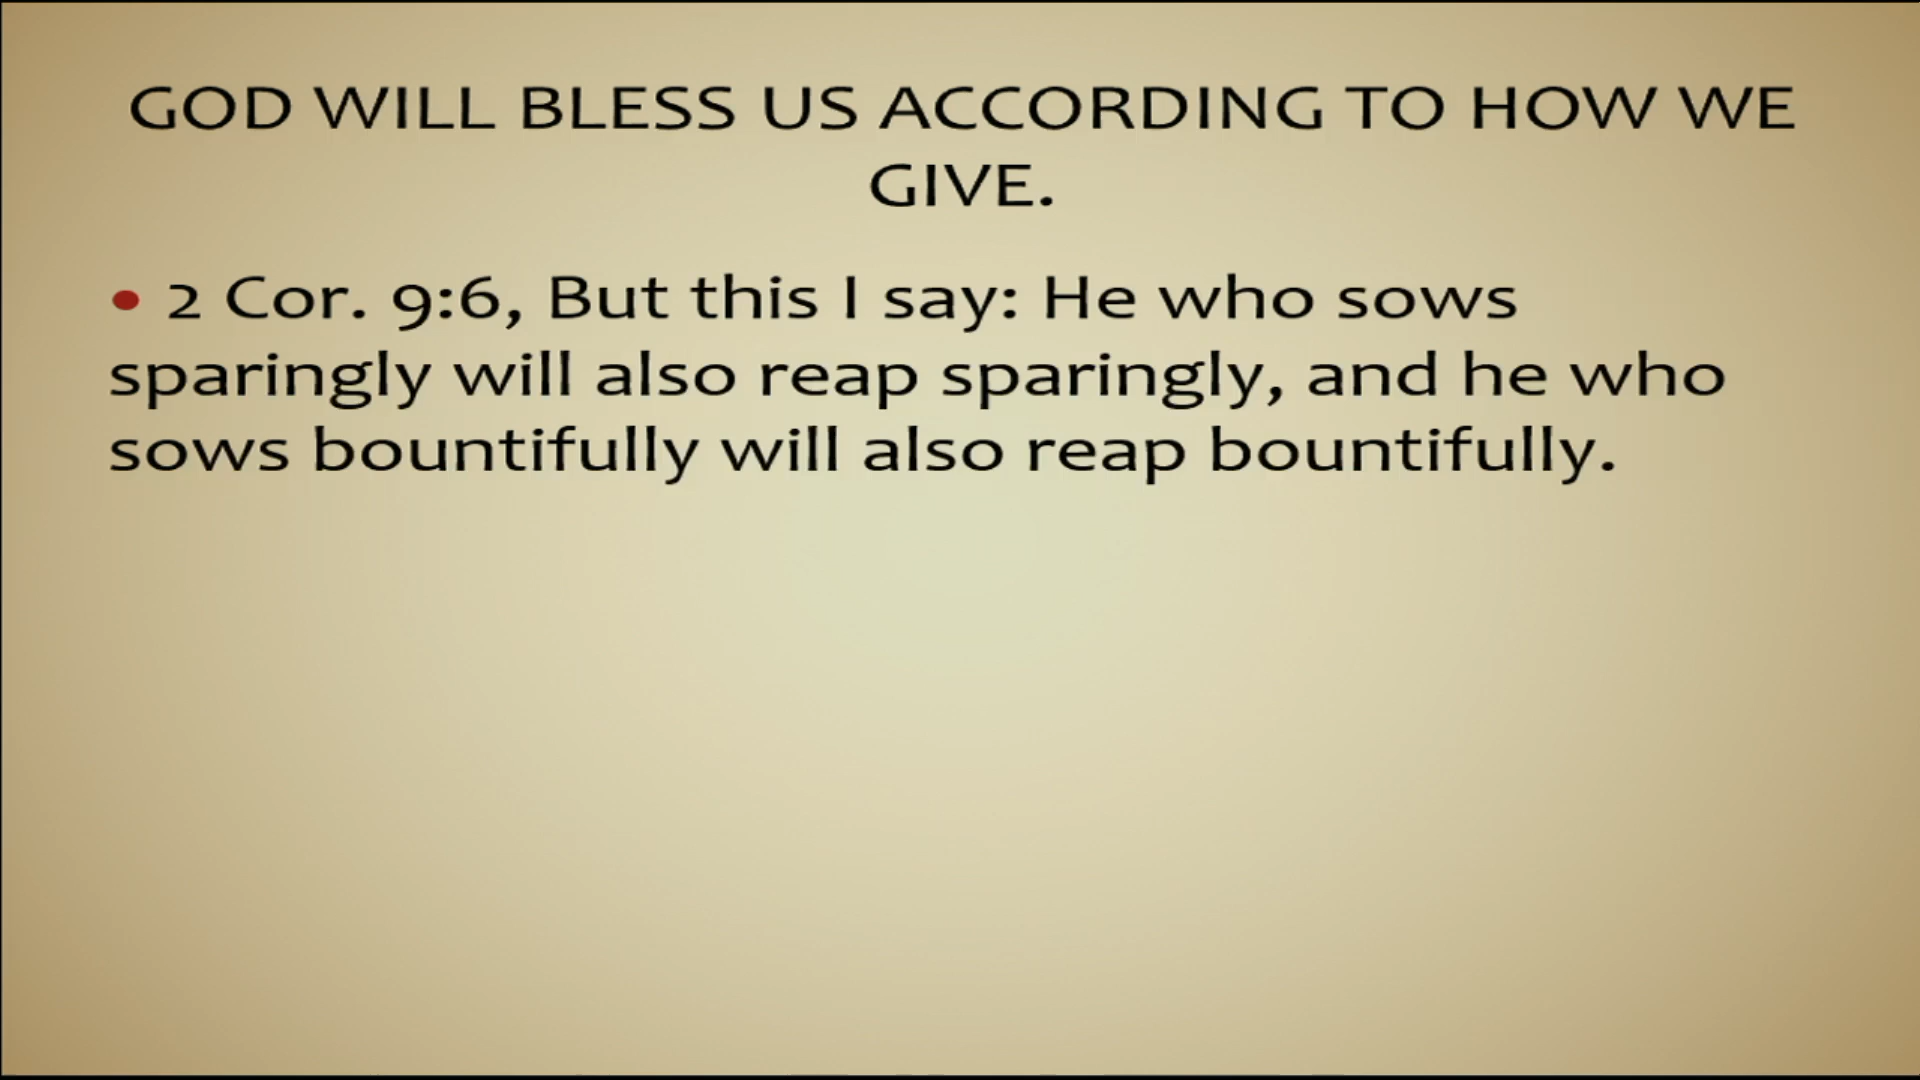 GOD WILL BLESS US ACCORDING TO HOW WE
GIVE.
• 2 Cor. 9:6, But this I say: He who sows
sparingly will also reap sparingly, and he who
sows bountifully will also reap bountifully.